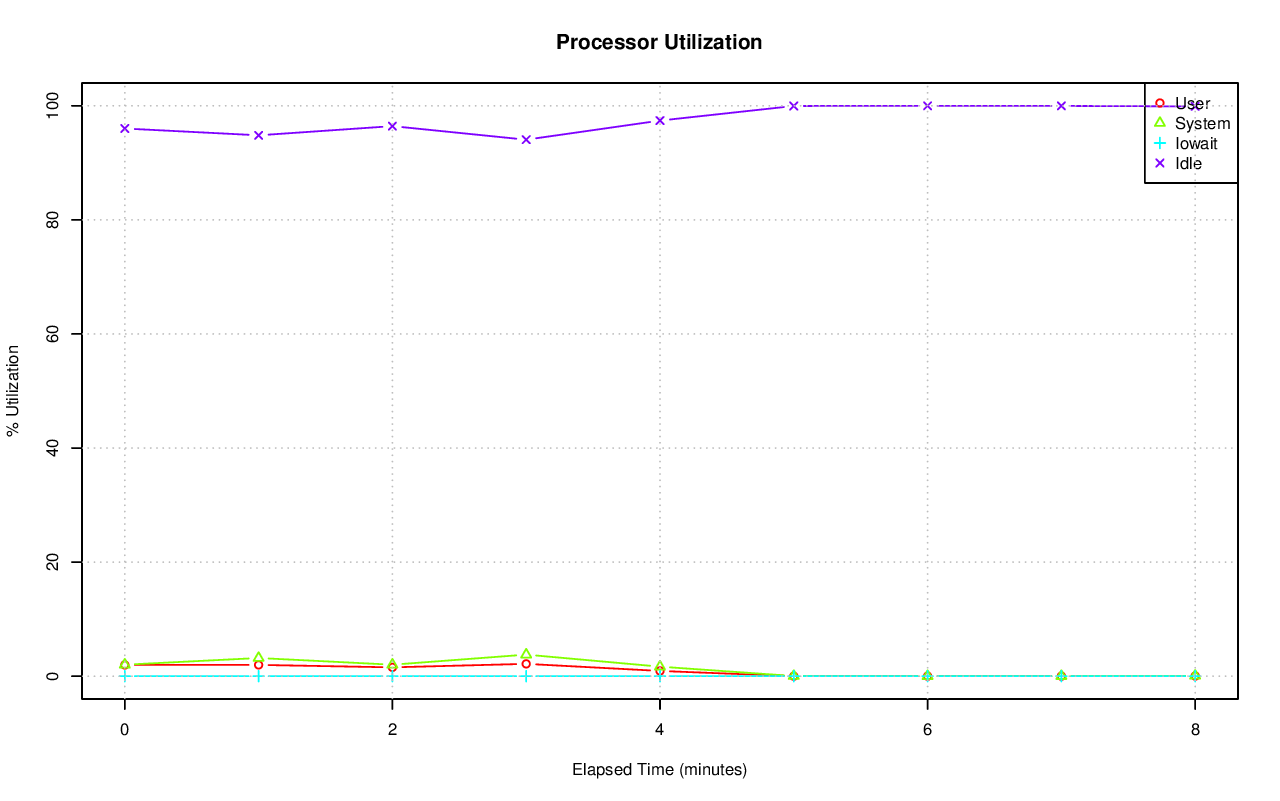 Processor Utilization
100
80
60
40
20
0
% Utilization
User
System
Iowait
Idle
0 2 4 6 8
Elapsed Time (minutes)